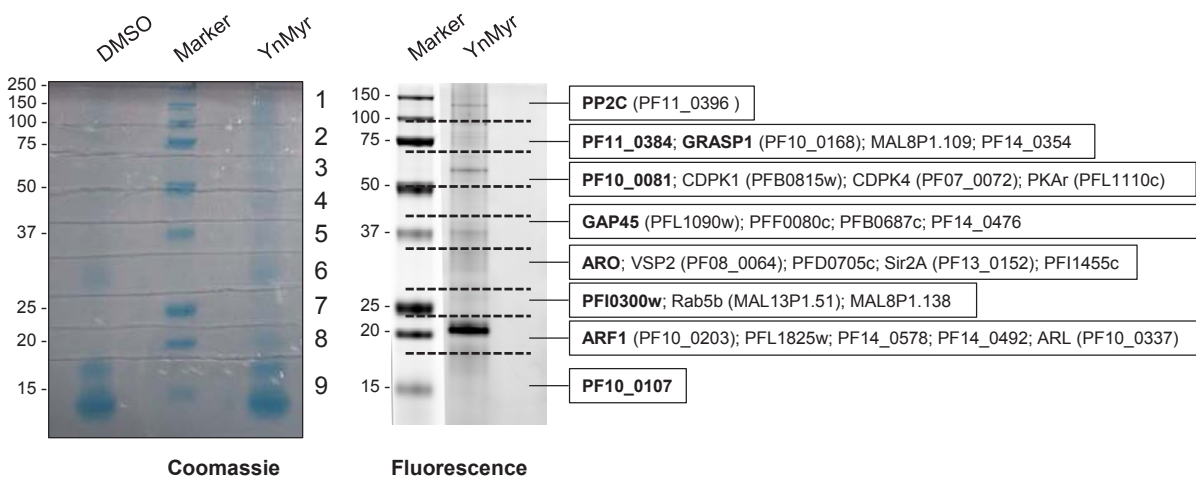 DMSO Marker YnMyr
Marker YnMyr
250 -
150 -
100 -
75 -
50 -
37 -
25 -
20 -
15 -
1
2
3
4
5
6
7
8
9
150 -
100 -
75 -
50 -
37 -
25 -
20 -
15 -
PP2C (PF11_0396 )
PF11_0384; GRASP1 (PF10_0168); MAL8P1.109; PF14_0354
PF10_0081; CDPK1 (PFB0815w); CDPK4 (PF07_0072); PKAr (PFL1110c)
GAP45 (PFL1090w); PFF0080c; PFB0687c; PF14_0476
ARO; VSP2 (PF08_0064); PFD0705c; Sir2A (PF13_0152); PFI1455c
PFI0300w; Rab5b (MAL13P1.51); MAL8P1.138
ARF1 (PF10_0203); PFL1825w; PF14_0578; PF14_0492; ARL (PF10_0337)
PF10_0107
Coomassie
Fluorescence